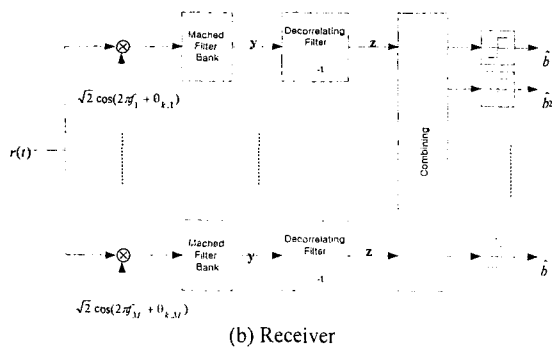 Mached
Filter
Bank
y
Decorrelating
Filter
-1
z
b̂
√2 cos(2πf₁ + θₖ,₁)
b̂²
r(t)
Combining
Mached
Filter
Bank
y
Decorrelating
Filter
-1
z
b̂
√2 cos(2πf_M + θₖ,M)
(b) Receiver